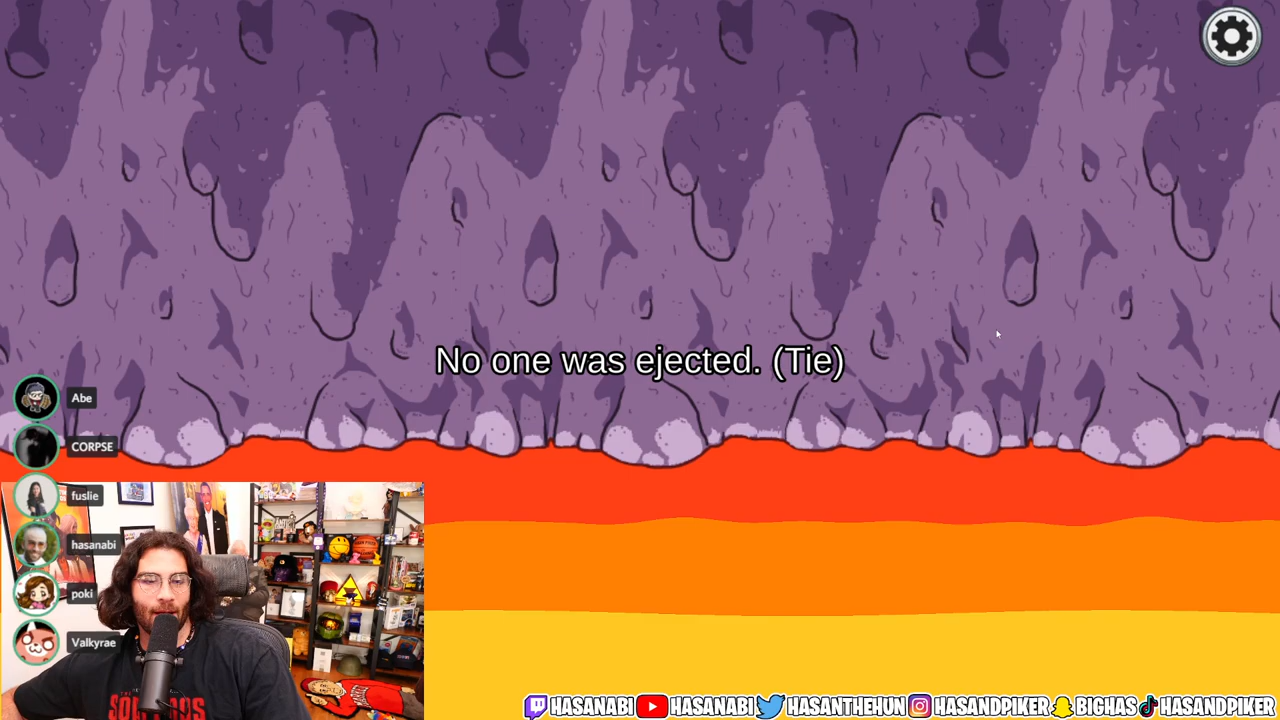 No one was ejected. (Tie)
Abe
CORPSE
fuslie
hasanabi
poki
Valkyrae
HASANABI HASANABI HASANTHEHUN HASANDPIKER BIGHAS HASANDPIKER